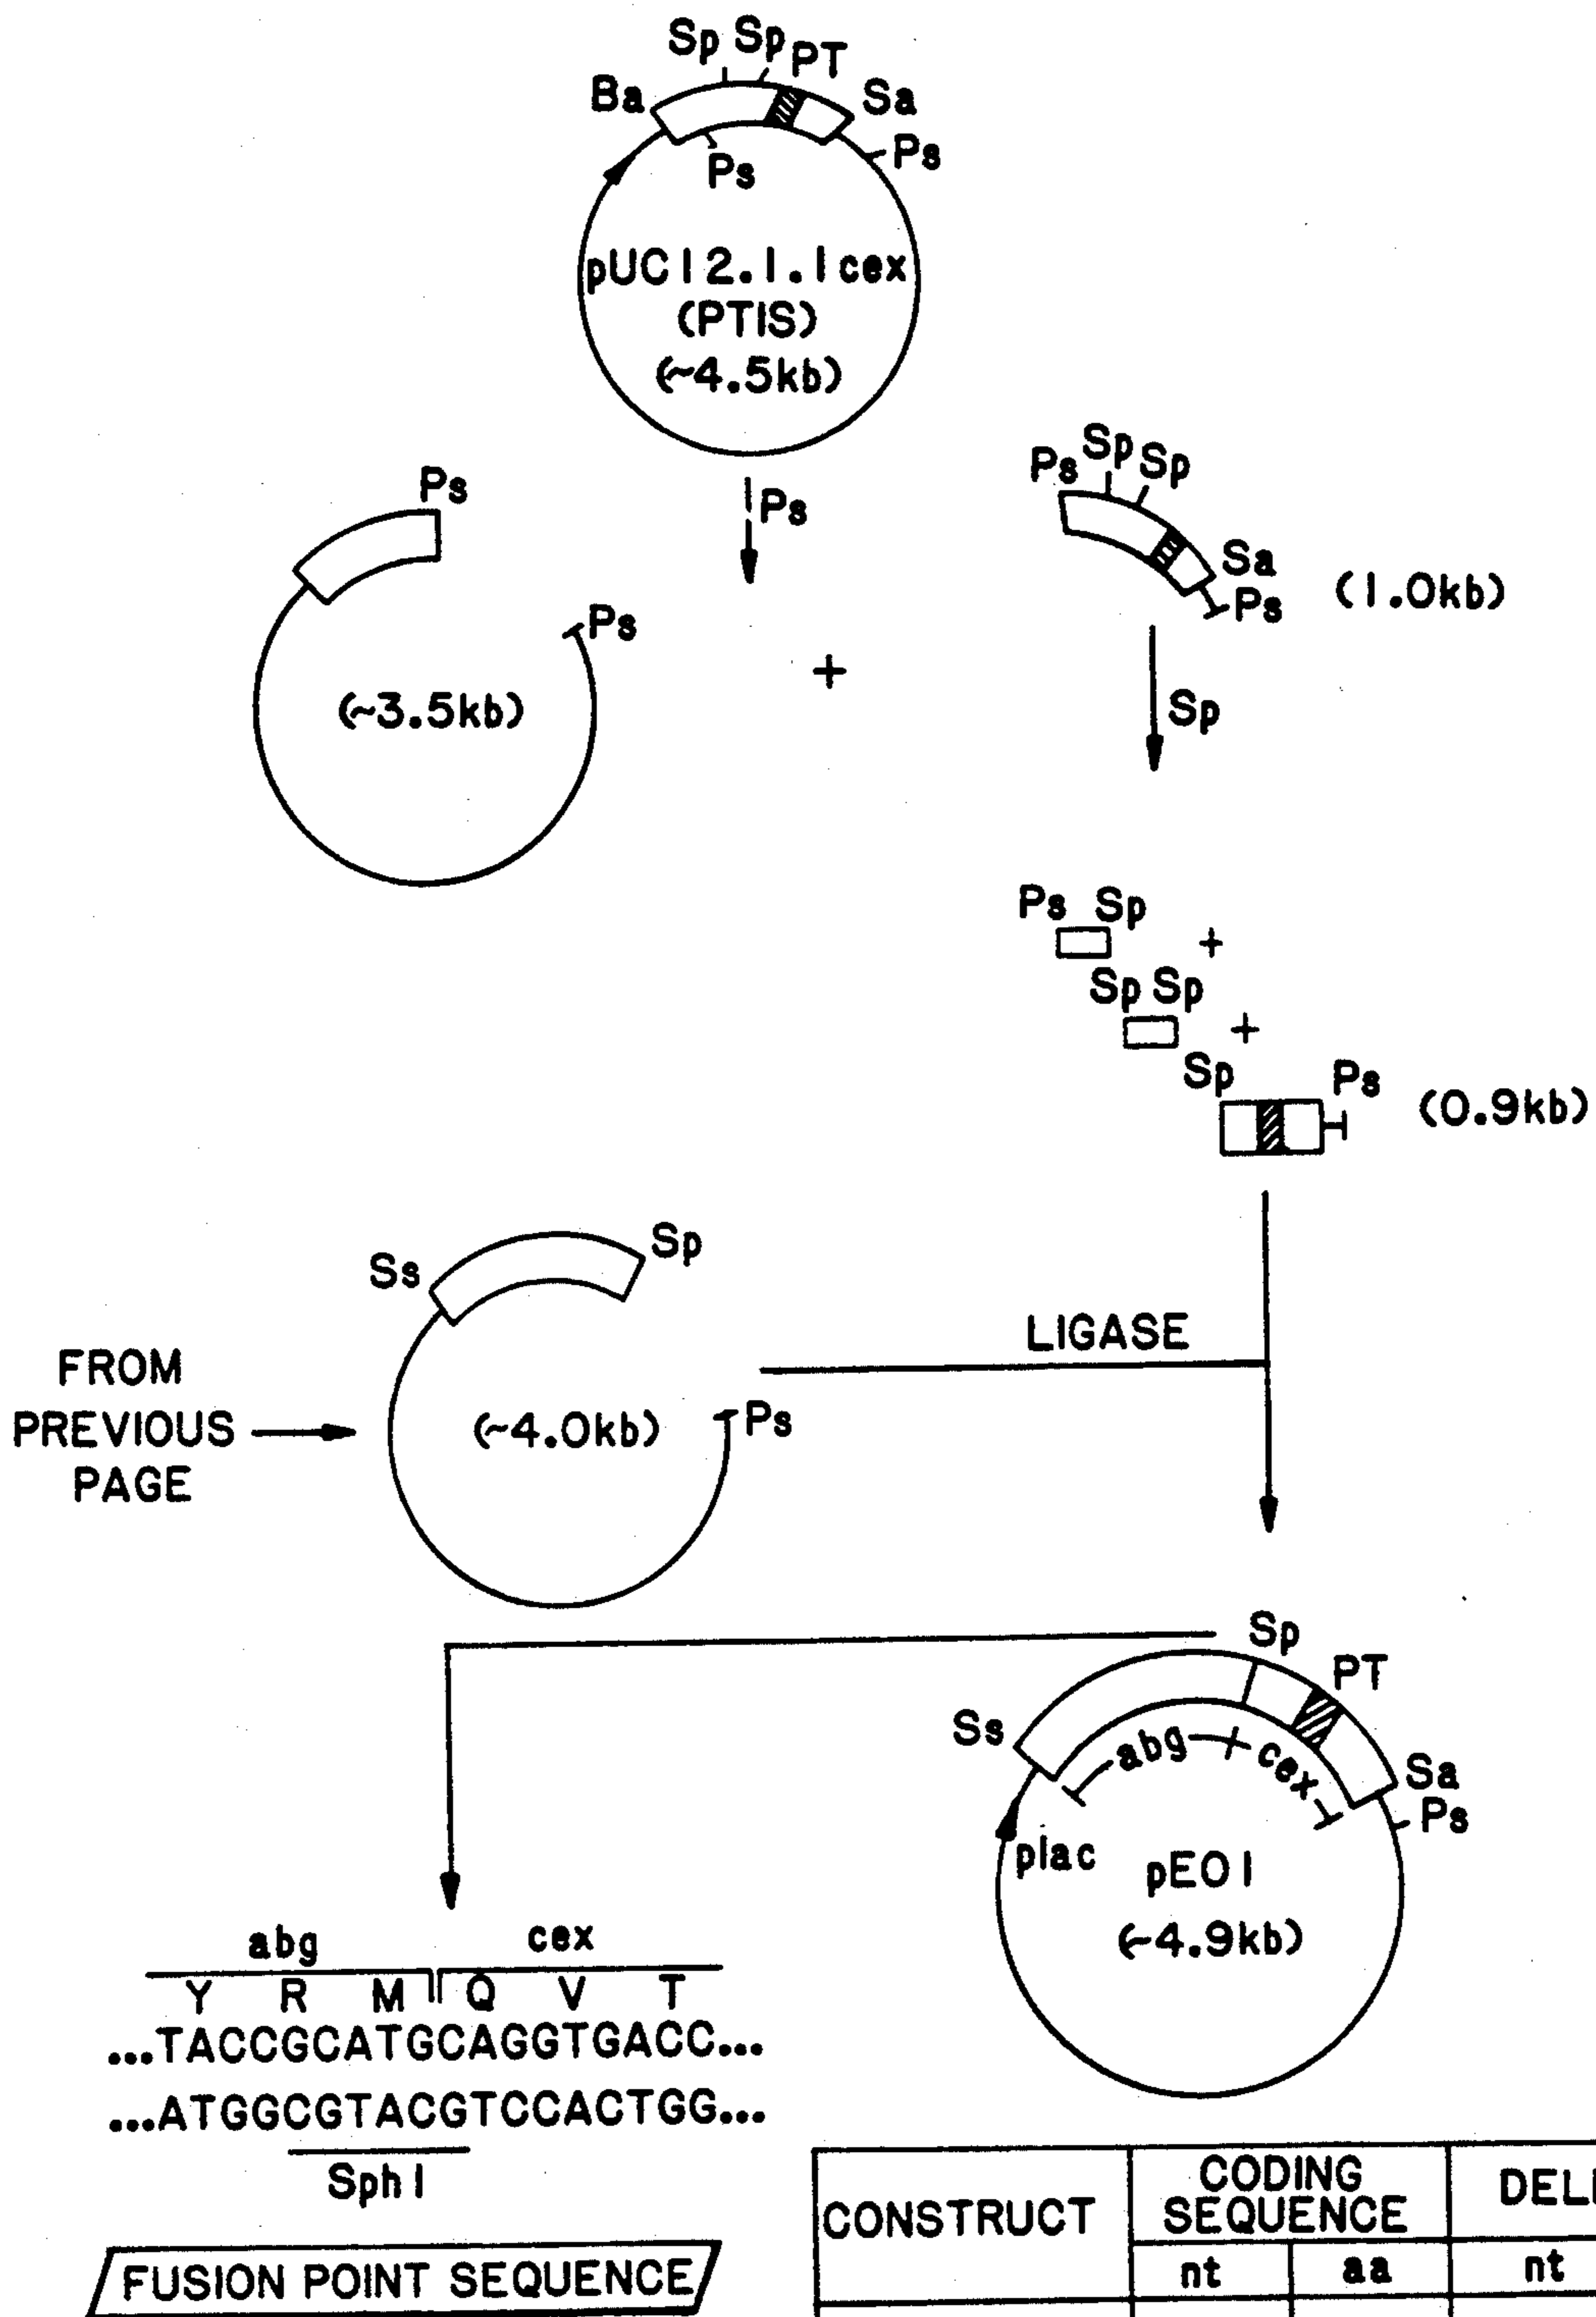 Sp Sp PT
Ba Sa
Ps Ps
pUC12.1.1cex
(PTIS)
(~4.5kb)
Ps
Ps
(~3.5kb)
Ps
+
Ps Sp Sp
Sa
Ps
(1.0kb)
Sp
Ps Sp
+
Sp Sp
+
Sp Ps
(0.9kb)
Ss Sp
FROM
PREVIOUS
PAGE
(~4.0kb)
Ps
LIGASE
Sp
PT
Ss
abg cex
Sa
Ps
plac
pEO1
(~4.9kb)
abg cex
Y R M Q V T
...TACCGCATGCAGGTGACC...
...ATGGCGTACGTCCACTGG...
Sph I
FUSION POINT SEQUENCE
CONSTRUCT
CODING
SEQUENCE
nt aa
nt